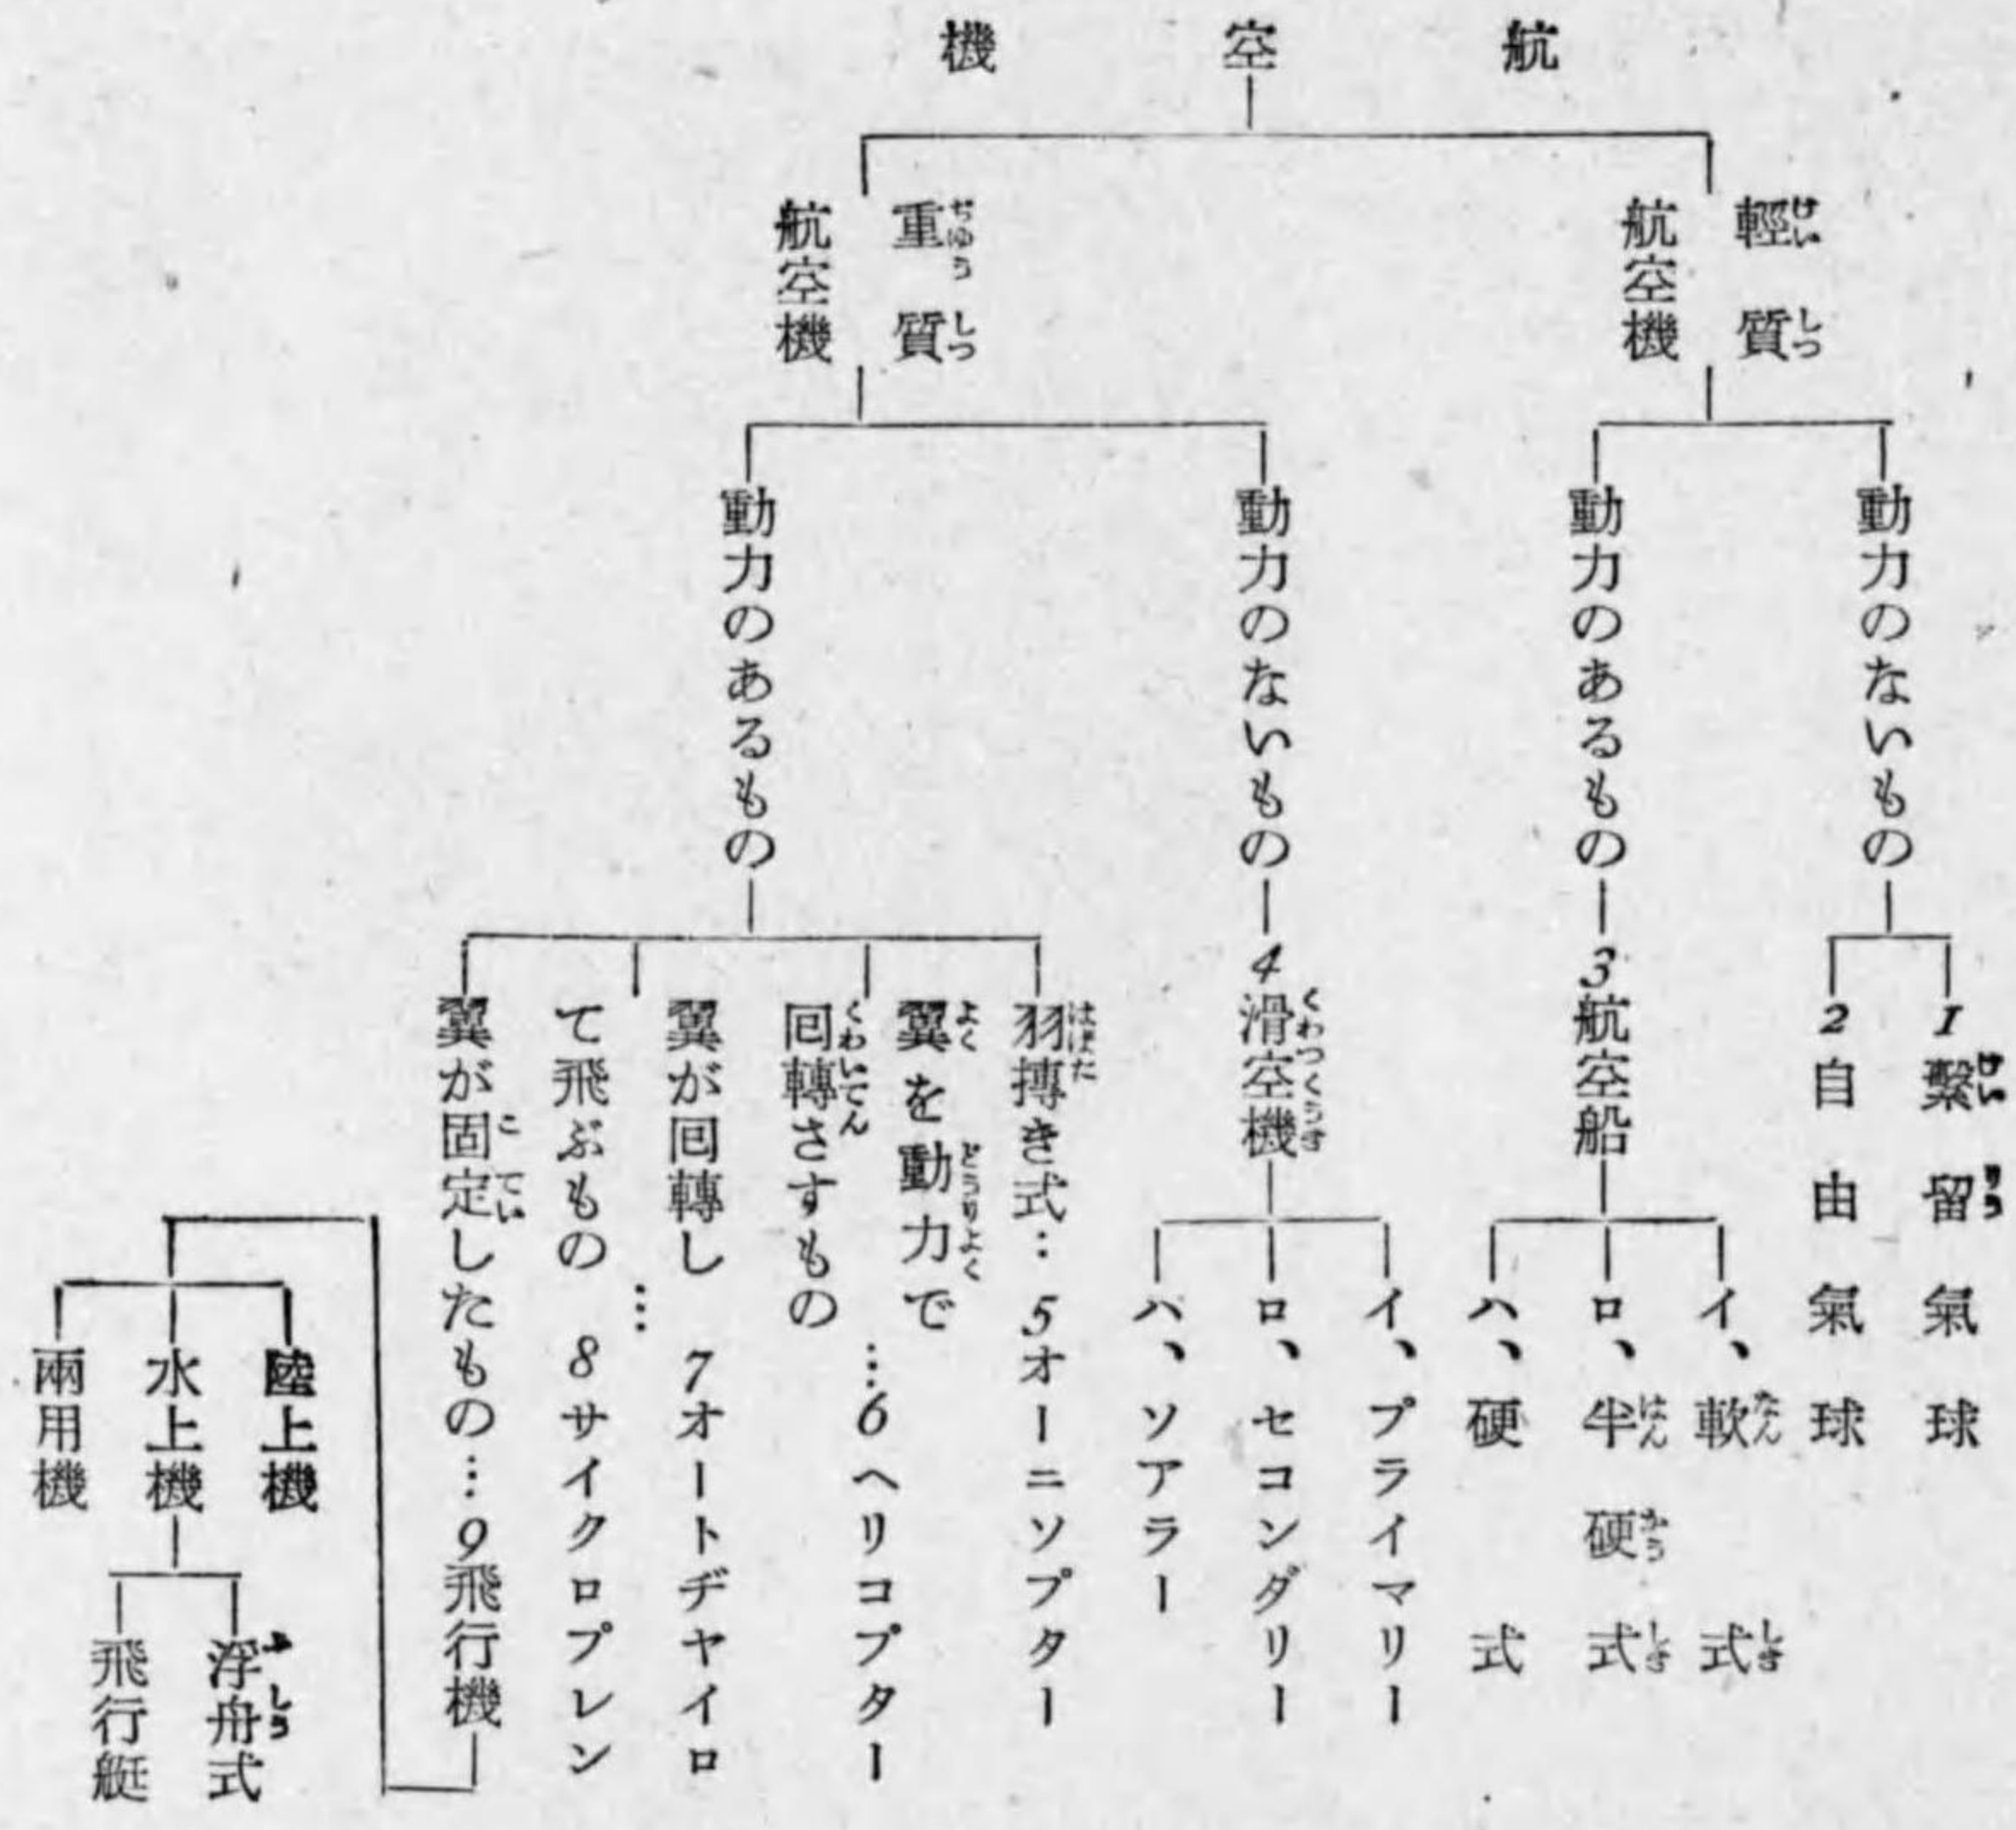 航空機
輕質
航空機
動力のないもの
1繋留氣球
2自由氣球
動力のあるもの
3航空船
イ、軟式
ロ、半硬式
ハ、硬式
重質
航空機
動力のないもの
4滑空機
イ、プライマリー
ロ、セコンダリー
ハ、ソアラー
動力のあるもの
羽搏き式…5オーニソプター
翼を動力で
囘轉さすもの
…6ヘリコプター
翼が囘轉し
て飛ぶもの
…
7オートヂヤイロ
8サイクロプレン
翼が固定したもの…9飛行機
陸上機
水上機
浮舟式
飛行艇
兩用機